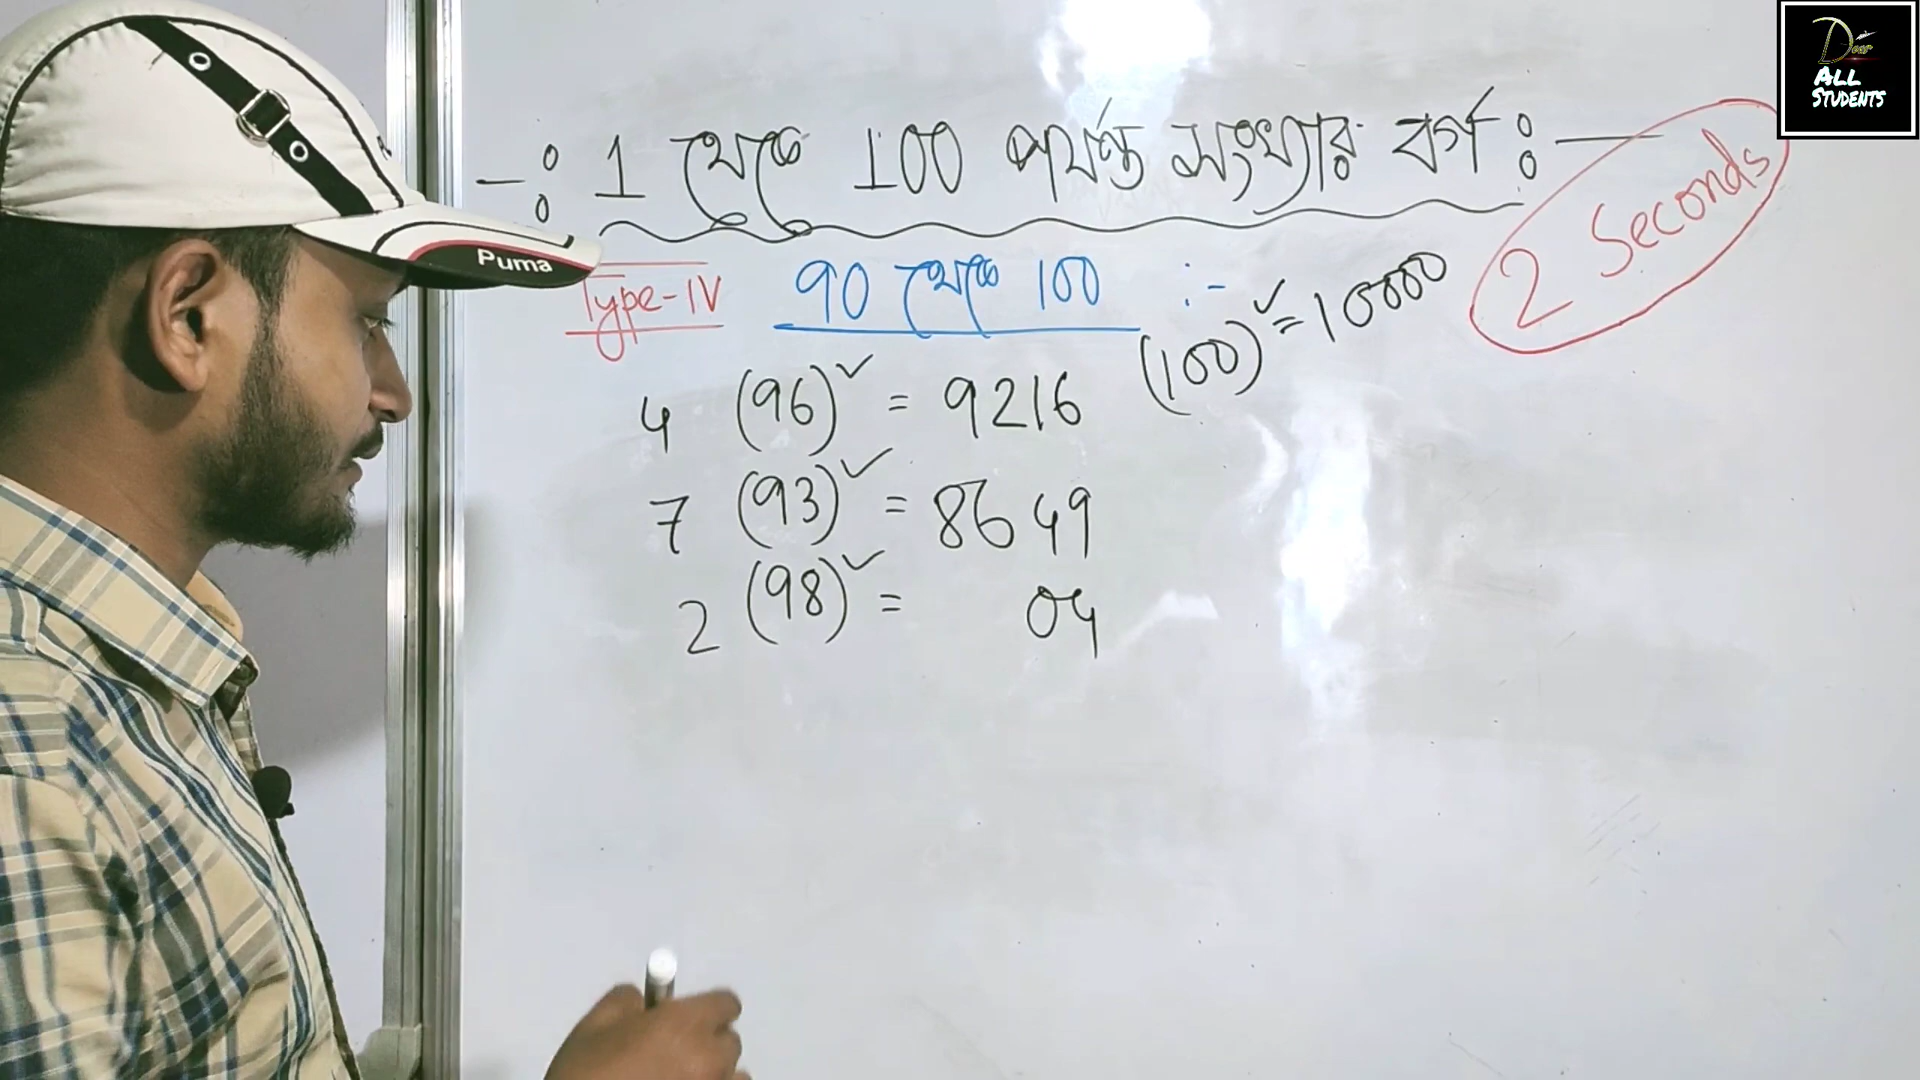 Dear
ALL
STUDENTS
-: 1 থেকে 100 পর্যন্ত সংখ্যার বর্গ :-
2 Seconds
Type-IV 90 থেকে 100 :-
(100)² = 10000
4 (96)² = 9216
7 (93)² = 8649
2 (98)² = 04
Puma